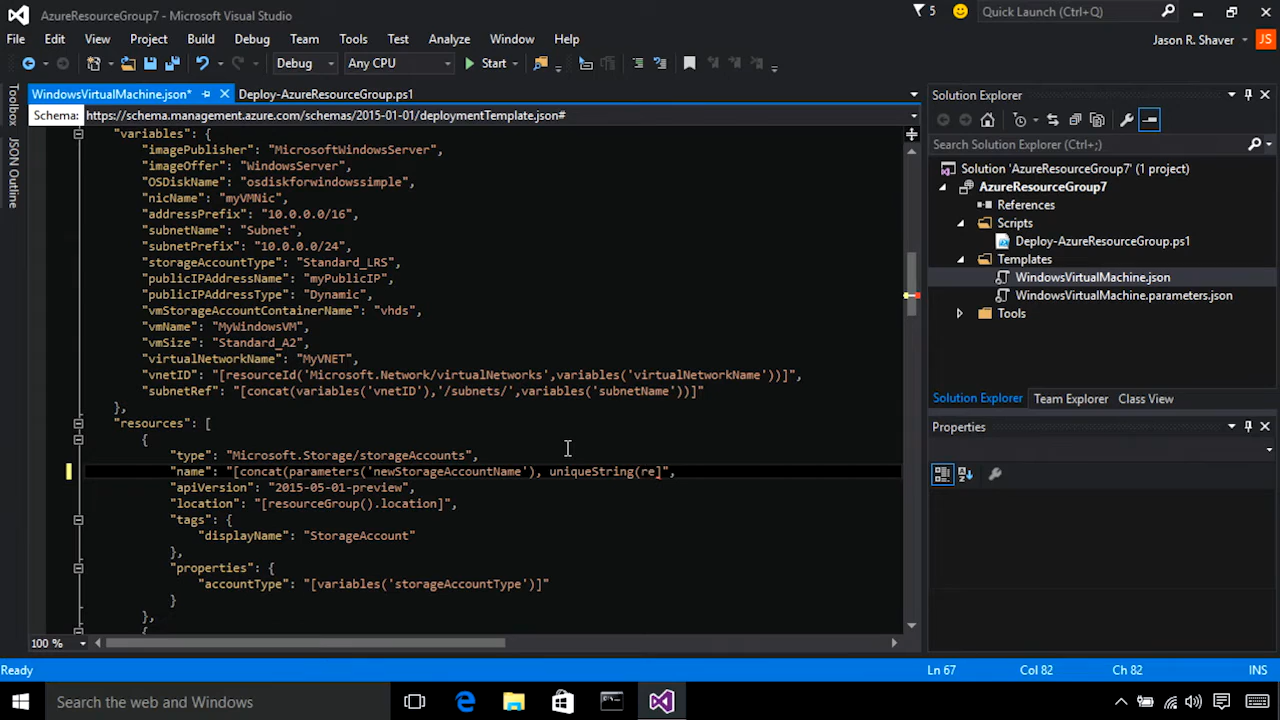 AzureResourceGroup7 - Microsoft Visual Studio
5
Quick Launch (Ctrl+;)
File Edit View Project Build Debug Team Tools Test Analyze Window Help
Jason R. Shaver
JS
Debug Any CPU Start
WindowsVirtualMachine.json* Deploy-AzureResourceGroup.ps1
Schema: https://schema.management.azure.com/schemas/2015-01-01/deploymentTemplate.json#
Toolbox
JSON Outline
"variables": {
"imagePublisher": "MicrosoftWindowsServer",
"imageOffer": "WindowsServer",
"OSDiskName": "osdiskforwindowssimple",
"nicName": "myVMNic",
"addressPrefix": "10.0.0.0/16",
"subnetName": "Subnet",
"subnetPrefix": "10.0.0.0/24",
"storageAccountType": "Standard_LRS",
"publicIPAddressName": "myPublicIP",
"publicIPAddressType": "Dynamic",
"vmStorageAccountContainerName": "vhds",
"vmName": "MyWindowsVM",
"vmSize": "Standard_A2",
"virtualNetworkName": "MyVNET",
"vnetID": "[resourceId('Microsoft.Network/virtualNetworks',variables('virtualNetworkName'))]",
"subnetRef": "[concat(variables('vnetID'),'/subnets/',variables('subnetName'))]"
},
"resources": [
{
"type": "Microsoft.Storage/storageAccounts",
"name": "[concat(parameters('newStorageAccountName'), uniqueString(re]",
"apiVersion": "2015-05-01-preview",
"location": "[resourceGroup().location]",
"tags": {
"displayName": "StorageAccount"
},
"properties": {
"accountType": "[variables('storageAccountType')]"
}
},
{
100 %
Solution Explorer
Search Solution Explorer (Ctrl+;)
Solution 'AzureResourceGroup7' (1 project)
AzureResourceGroup7
References
Scripts
Deploy-AzureResourceGroup.ps1
Templates
WindowsVirtualMachine.json
WindowsVirtualMachine.parameters.json
Tools
Solution Explorer Team Explorer Class View
Properties
Ready Ln 67 Col 82 Ch 82 INS
Search the web and Windows